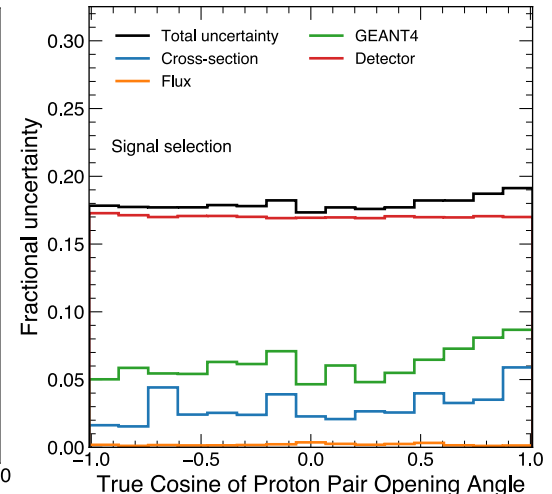 Total uncertainty
Cross-section
Flux
GEANT4
Detector
Signal selection
Fractional uncertainty
0.30
0.25
0.20
0.15
0.10
0.05
0.00
0
−1.0 −0.5 0.0 0.5 1.0
True Cosine of Proton Pair Opening Angle